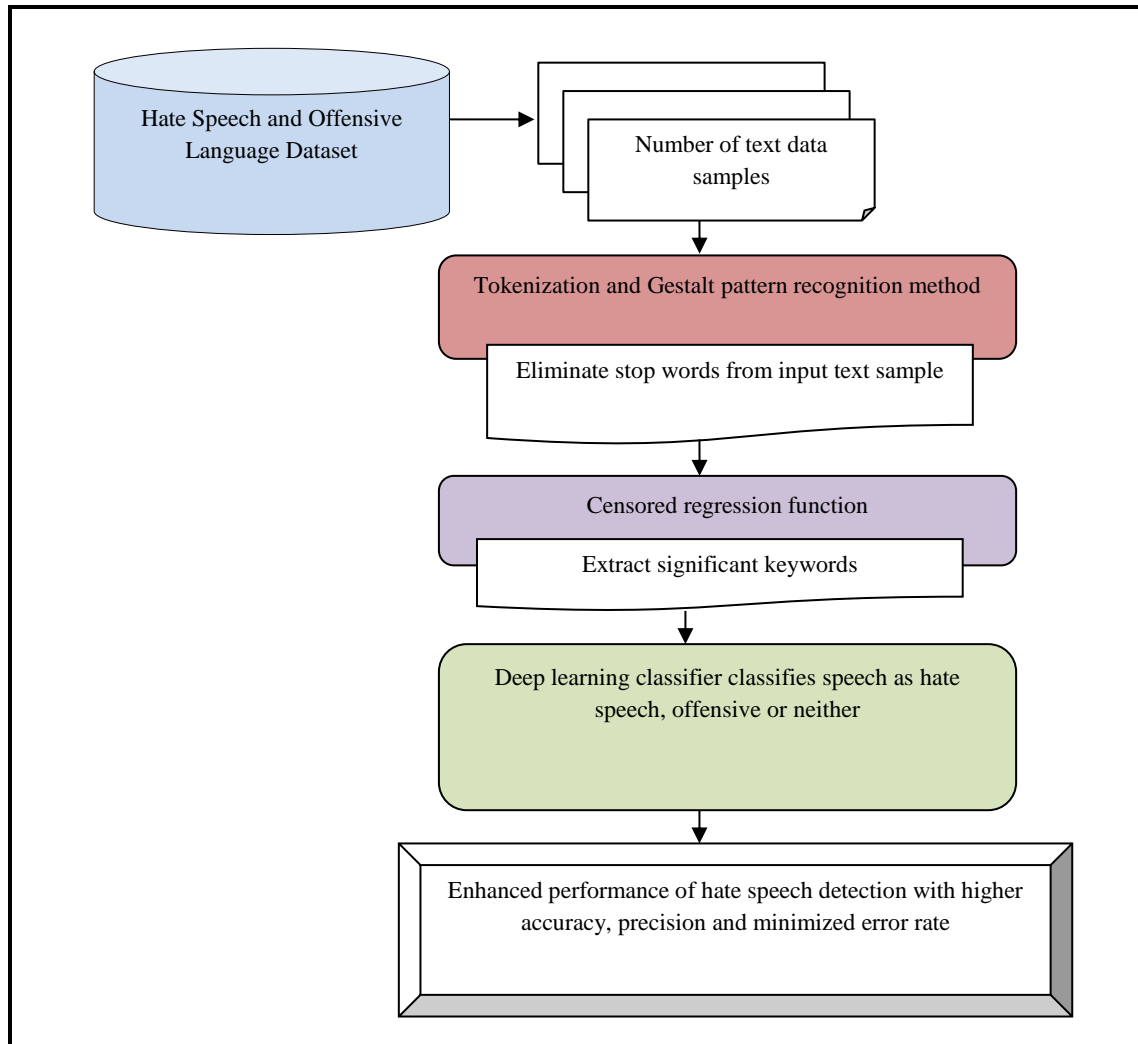 Hate Speech and Offensive
Language Dataset
Number of text data
samples
Tokenization and Gestalt pattern recognition method
Eliminate stop words from input text sample
Censored regression function
Extract significant keywords
Deep learning classifier classifies speech as hate
speech, offensive or neither
Enhanced performance of hate speech detection with higher
accuracy, precision and minimized error rate